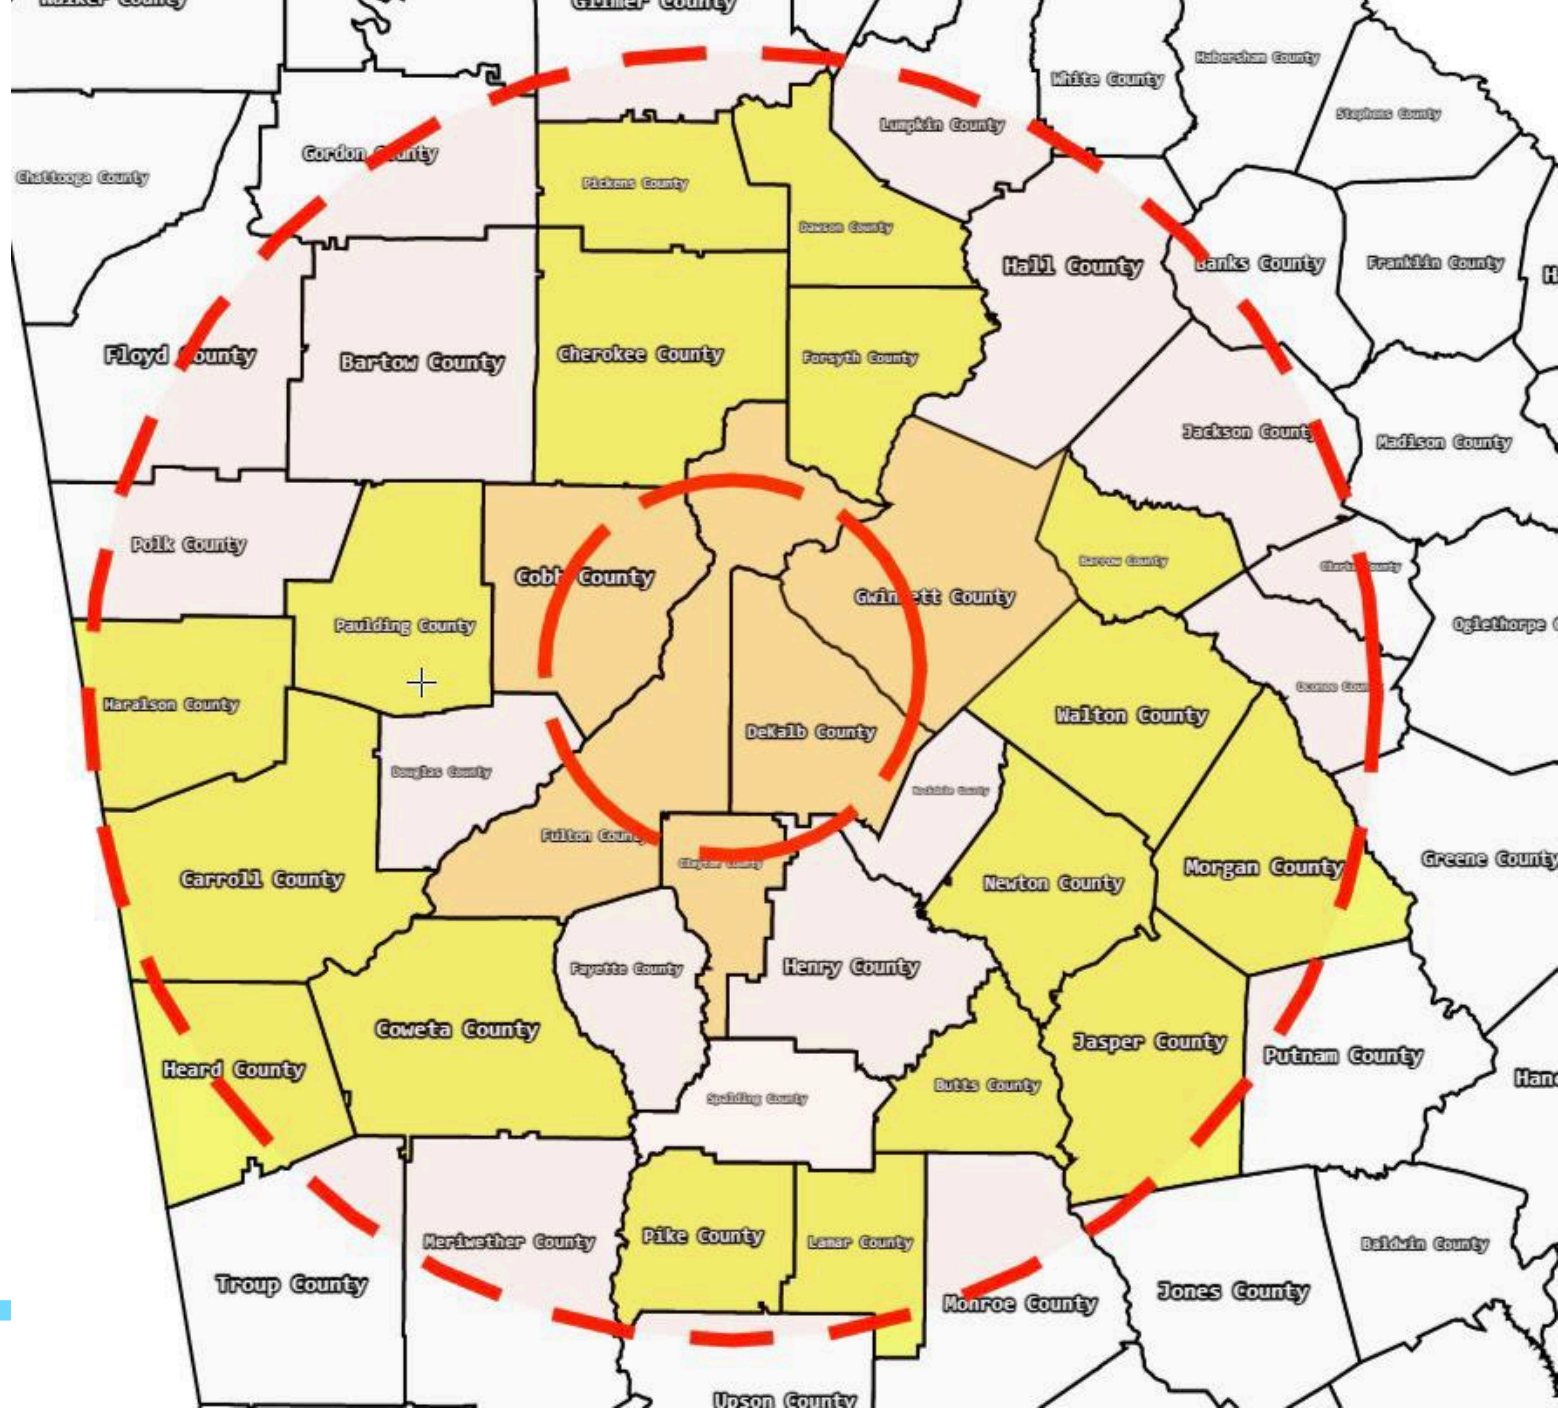 Gilmer County
Habersham County
White County
Stephens County
Lumpkin County
Gordon County
Chattooga County
Pickens County
Dawson County
Hall County
Banks County
Franklin County
H
Floyd County
Bartow County
Cherokee County
Forsyth County
Jackson County
Madison County
Polk County
Barrow County
Clarke County
Cobb County
Gwinnett County
Paulding County
Oglethorpe C
Oconee County
Haralson County
Walton County
DeKalb County
Douglas County
Rockdale County
Fulton County
Clayton County
Greene County
Morgan County
Carroll County
Newton County
Fayette County
Henry County
Coweta County
Jasper County
Putnam County
Heard County
Hanc
Butts County
Spalding County
Pike County
Lamar County
Meriwether County
Baldwin County
Troup County
Jones County
Monroe County
Upson County